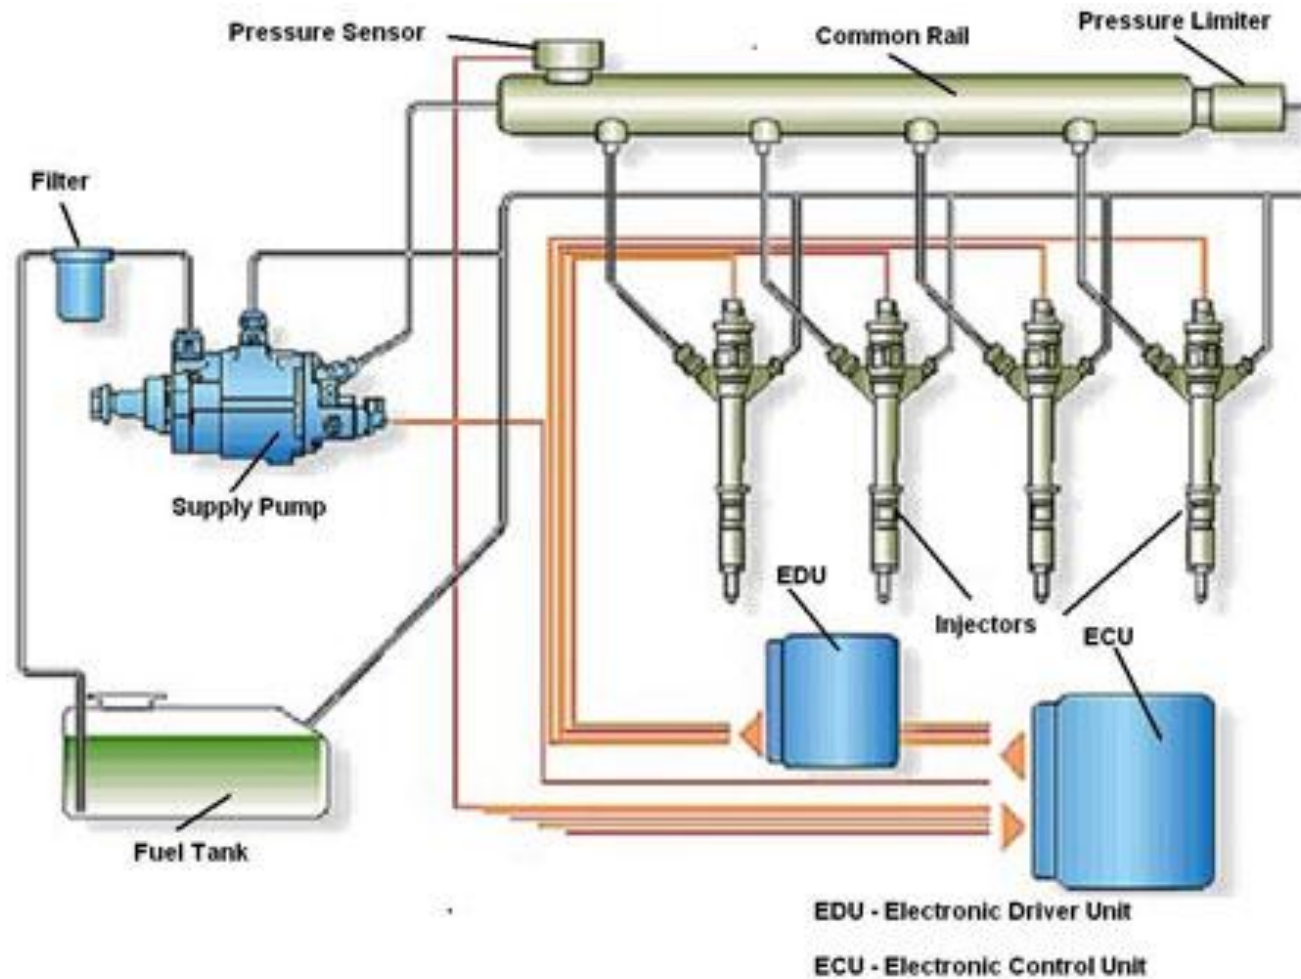 Pressure Sensor
Common Rail
Pressure Limiter
Filter
Supply Pump
EDU
Injectors
ECU
Fuel Tank
EDU - Electronic Driver Unit
ECU - Electronic Control Unit